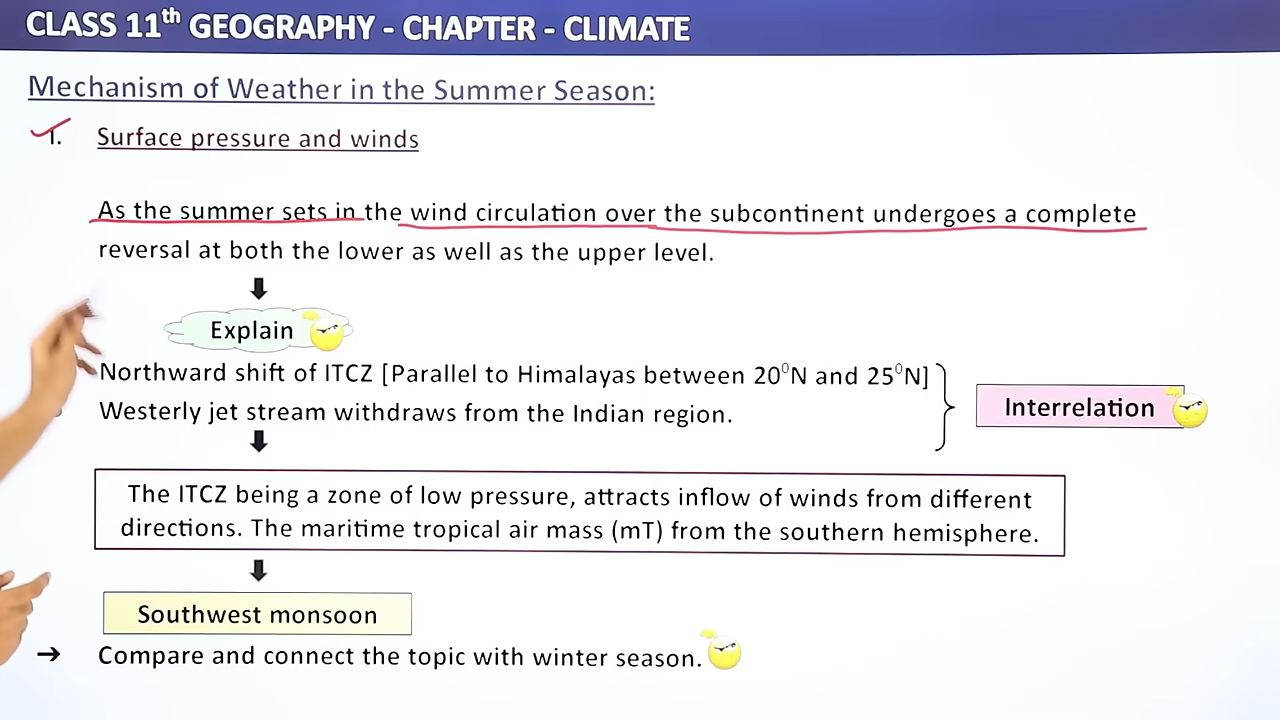 CLASS 11th GEOGRAPHY - CHAPTER - CLIMATE
Mechanism of Weather in the Summer Season:
1. Surface pressure and winds
As the summer sets in the wind circulation over the subcontinent undergoes a complete
reversal at both the lower as well as the upper level.
Explain
Northward shift of ITCZ [Parallel to Himalayas between 20⁰N and 25⁰N]
Westerly jet stream withdraws from the Indian region.
Interrelation
The ITCZ being a zone of low pressure, attracts inflow of winds from different
directions. The maritime tropical air mass (mT) from the southern hemisphere.
Southwest monsoon
→ Compare and connect the topic with winter season.